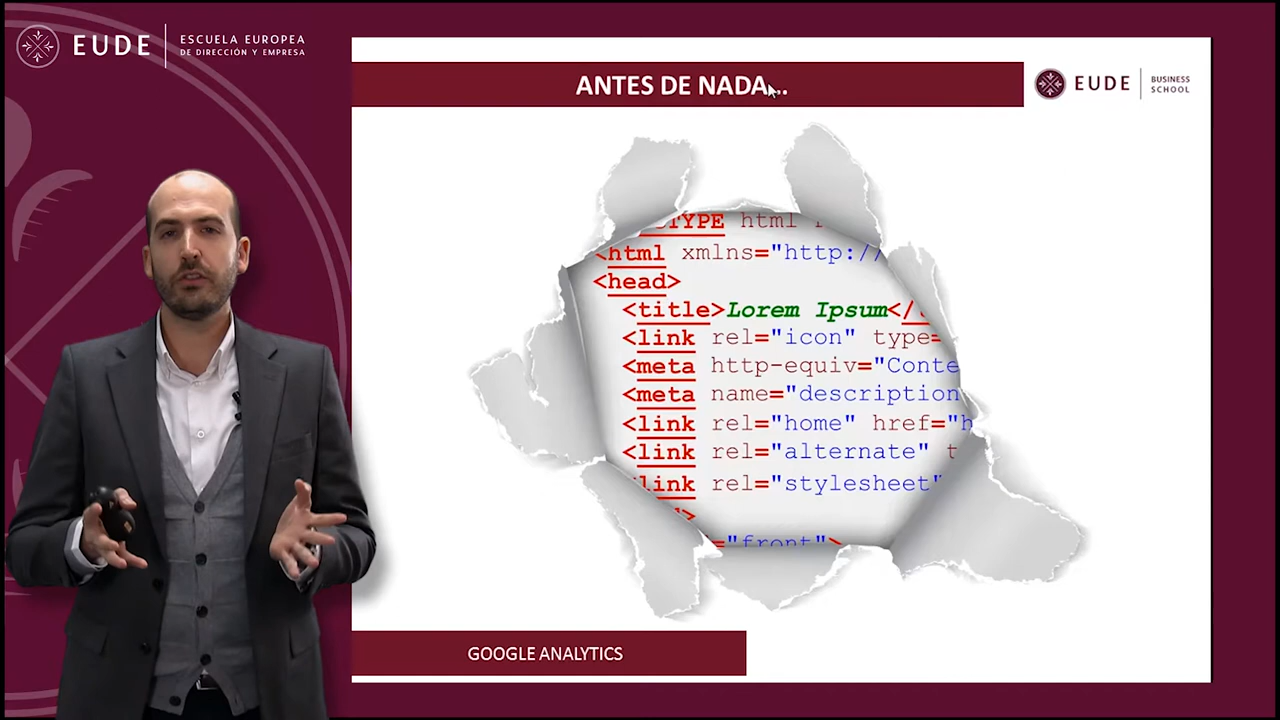 EUDE
ESCUELA EUROPEA
DE DIRECCIÓN Y EMPRESA
ANTES DE NADA...
EUDE
BUSINESS
SCHOOL
TYPE html
<html xmlns="http://
<head>
<title>Lorem Ipsum</
<link rel="icon" type=
<meta http-equiv="Conte
<meta name="description
<link rel="home" href="b
<link rel="alternate" t
link rel="stylesheet"
="front">
GOOGLE ANALYTICS